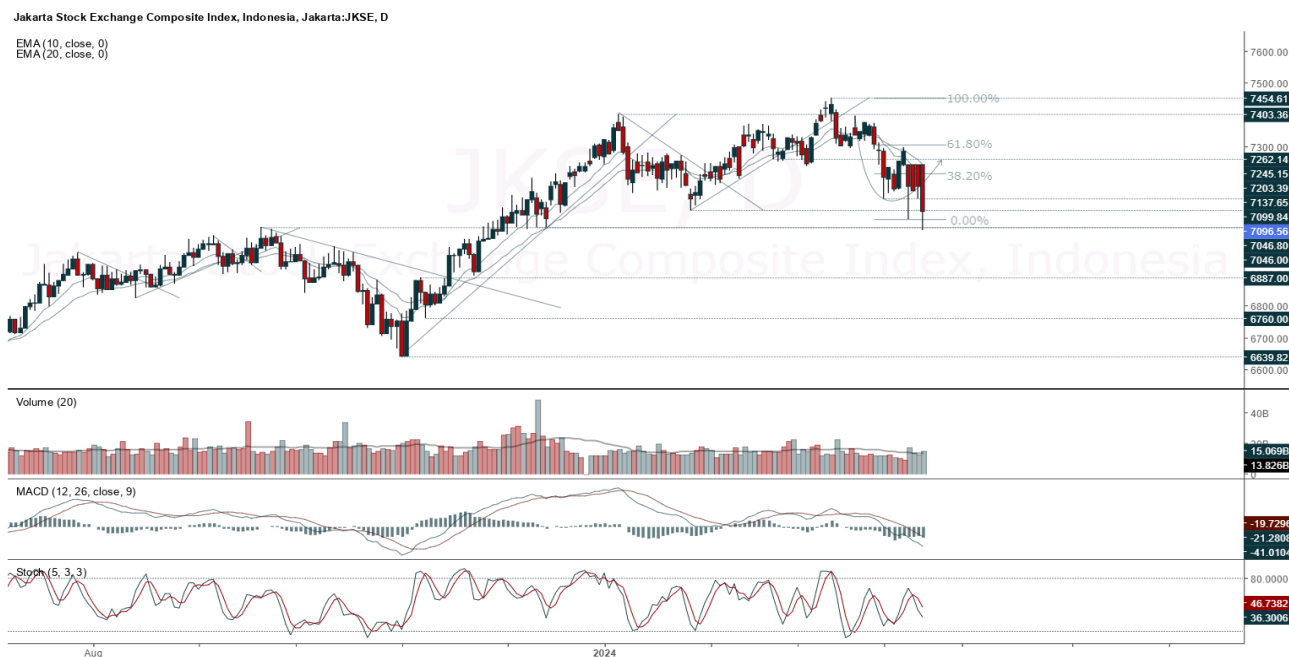 Jakarta Stock Exchange Composite Index, Indonesia, Jakarta:JKSE, D
EMA (10, close, 0)
EMA (20, close, 0)
7600.00
7500.00
100.00%
7454.61
7403.36
61.80%
7300.00
7262.14
7245.15
38.20%
7203.39
7137.65
7099.84
0.00%
7096.56
7046.80
7046.00
6887.00
6800.00
6760.00
6700.00
6639.82
6600.00
JKSE, D
Jakarta Stock Exchange Composite Index, Indonesia
Volume (20)
40B
20B
15.069B
13.826B
0
MACD (12, 26, close, 9)
-19.7296
-21.2808
-41.0104
Stoch (5, 3, 3)
80.0000
46.7382
36.3006
Aug
2024